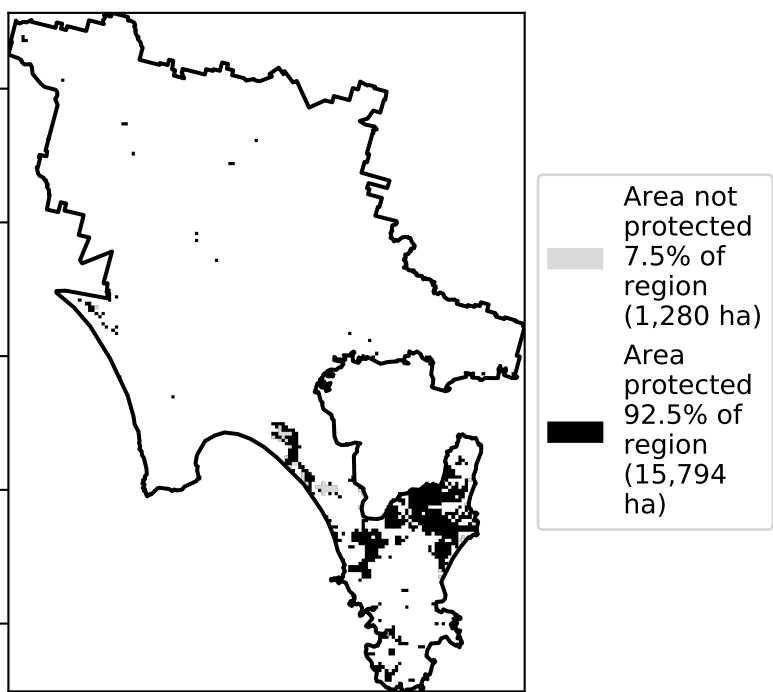 Area not
protected
7.5% of
region
(1,280 ha)
Area
protected
92.5% of
region
(15,794
ha)